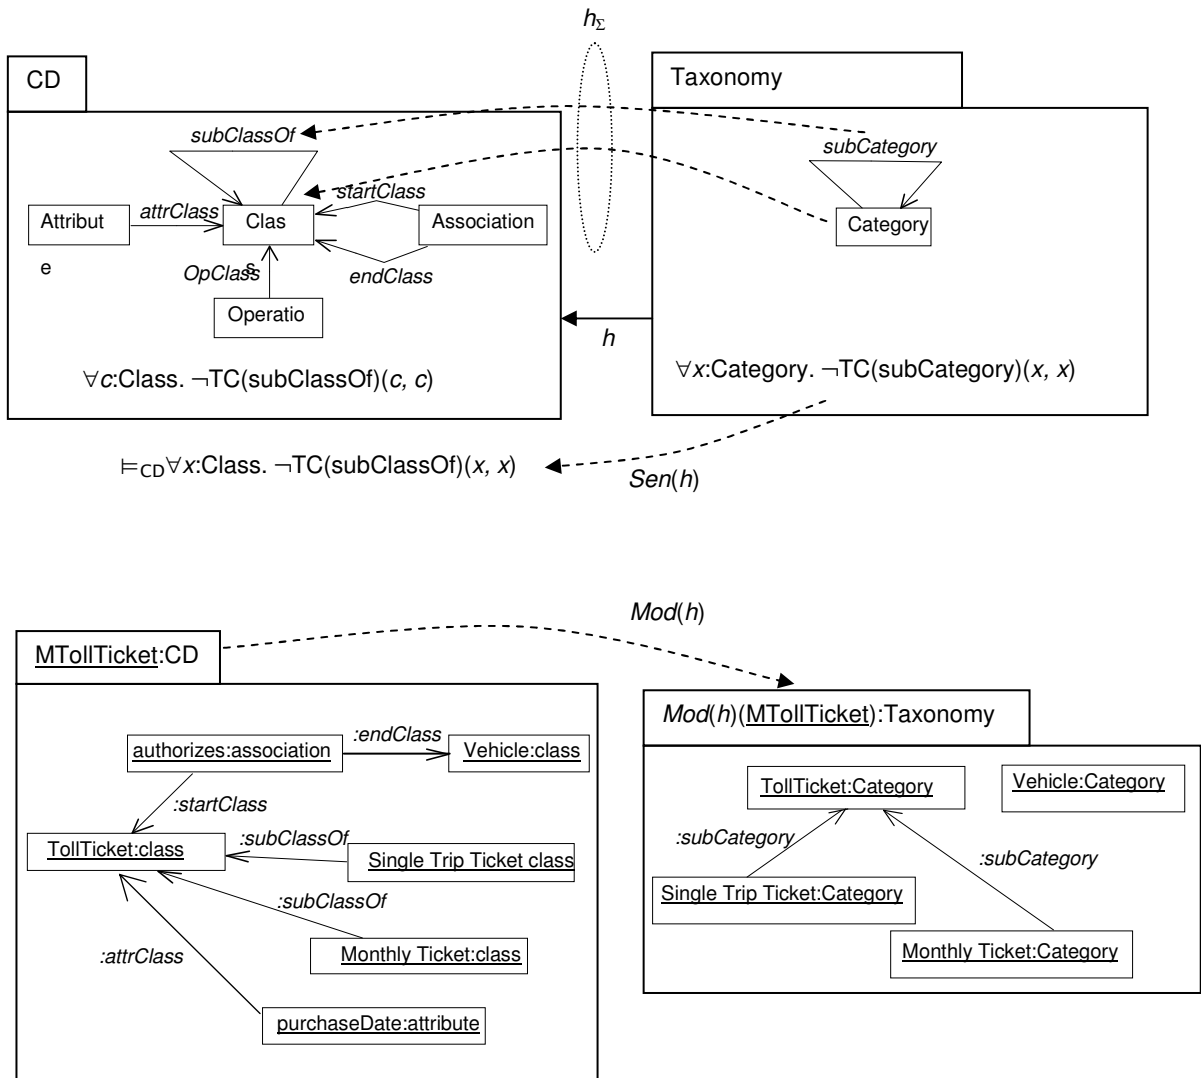 hΣ
CD
Taxonomy
subClassOf
subCategory
startClass
Attribut
e
attrClass
Clas
s
Association
Category
OpClass
endClass
Operatio
h
∀c:Class. ¬TC(subClassOf)(c, c)
∀x:Category. ¬TC(subCategory)(x, x)
⊨CD∀x:Class. ¬TC(subClassOf)(x, x)
Sen(h)
Mod(h)
MTollTicket:CD
Mod(h)(MTollTicket):Taxonomy
authorizes:association
:endClass
Vehicle:class
TollTicket:Category
Vehicle:Category
:startClass
:subClassOf
:subCategory
TollTicket:class
Single Trip Ticket class
:subCategory
Single Trip Ticket:Category
:subClassOf
Monthly Ticket:class
Monthly Ticket:Category
:attrClass
purchaseDate:attribute